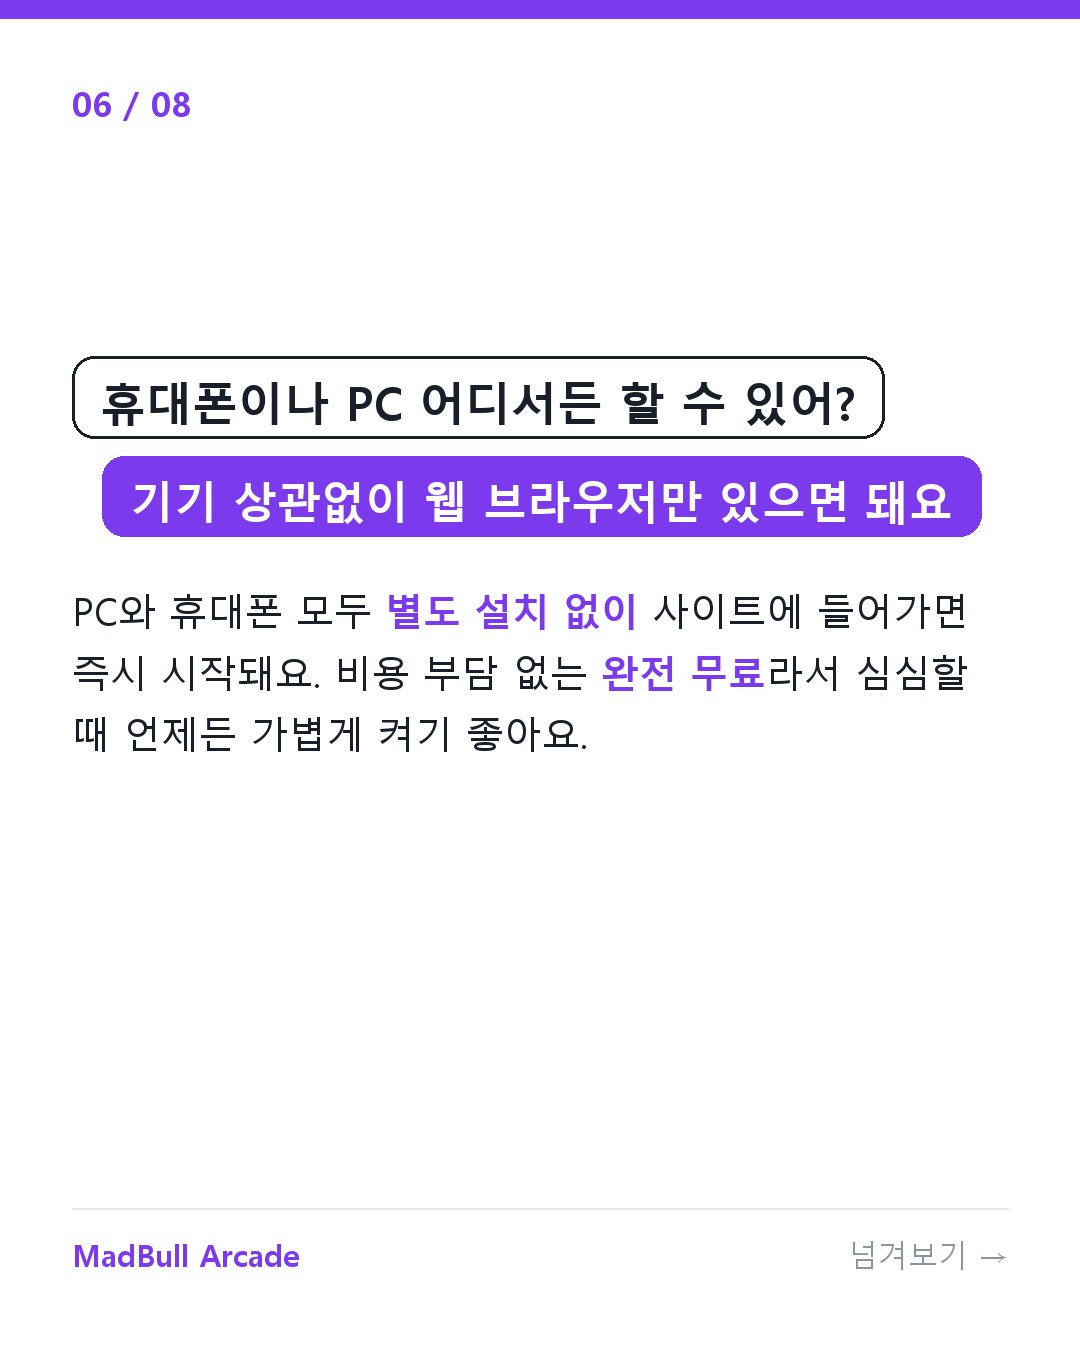 06 / 08
휴대폰이나 PC 어디서든 할 수 있어?
기기 상관없이 웹 브라우저만 있으면 돼요
PC와 휴대폰 모두 별도 설치 없이 사이트에 들어가면
즉시 시작돼요. 비용 부담 없는 완전 무료라서 심심할
때 언제든 가볍게 켜기 좋아요.
MadBull Arcade
넘겨보기 →